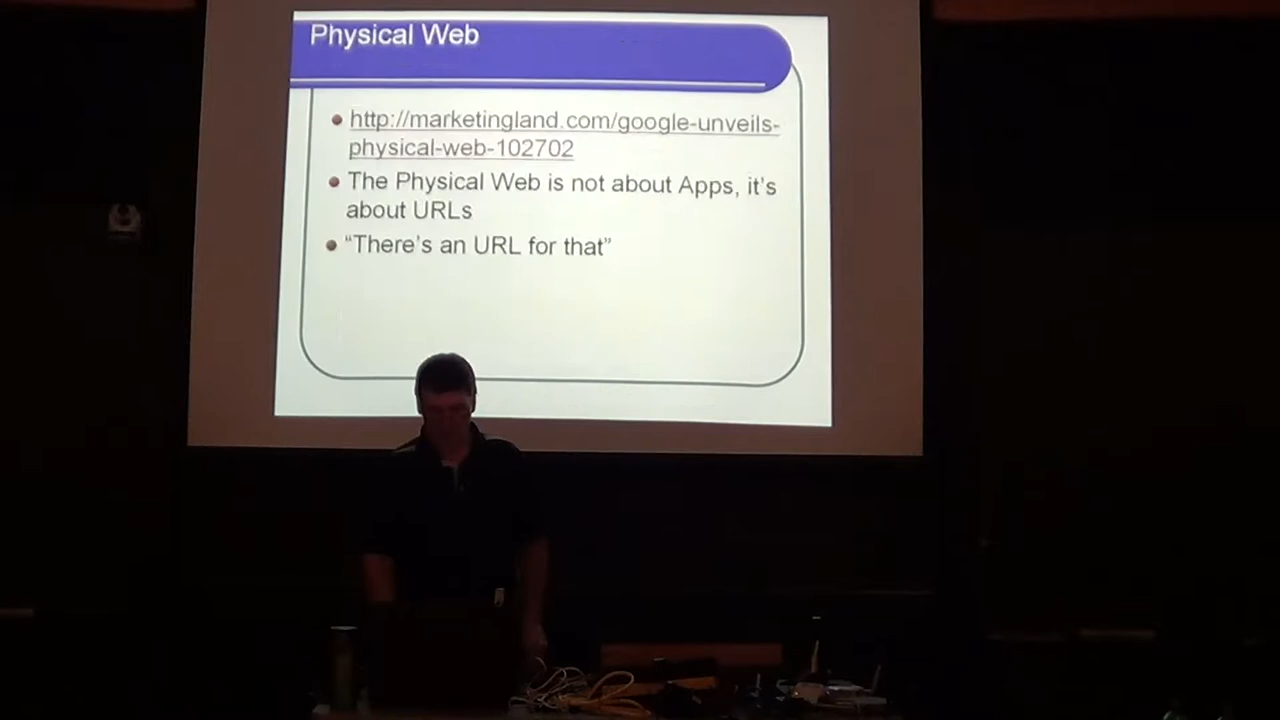 Physical Web
http://marketingland.com/google-unveils-
physical-web-102702
The Physical Web is not about Apps, it's
about URLs
“There's an URL for that”